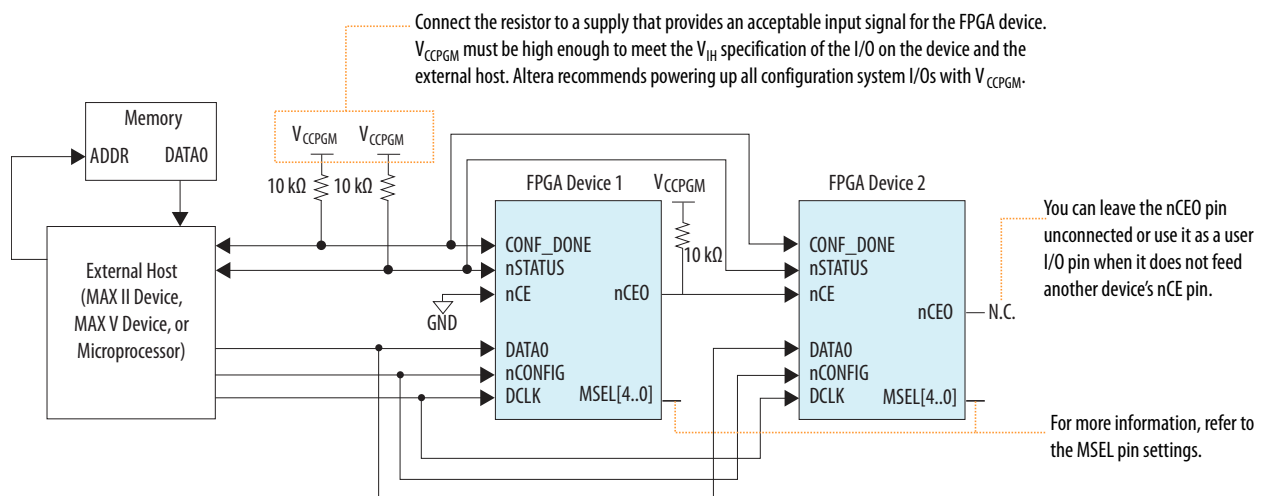 Connect the resistor to a supply that provides an acceptable input signal for the FPGA device.
VCCPGM must be high enough to meet the VIH specification of the I/O on the device and the
external host. Altera recommends powering up all configuration system I/Os with VCCPGM.
Memory
ADDR DATA0
VCCPGM VCCPGM
10 kΩ 10 kΩ
External Host
(MAX II Device,
MAX V Device, or
Microprocessor)
GND
FPGA Device 1
CONF_DONE
nSTATUS
nCE
nCEO
DATA0
nCONFIG
DCLK
MSEL[4..0]
VCCPGM
10 kΩ
FPGA Device 2
CONF_DONE
nSTATUS
nCE
nCEO
N.C.
DATA0
nCONFIG
DCLK
MSEL[4..0]
You can leave the nCEO pin
unconnected or use it as a user
I/O pin when it does not feed
another device's nCE pin.
For more information, refer to
the MSEL pin settings.